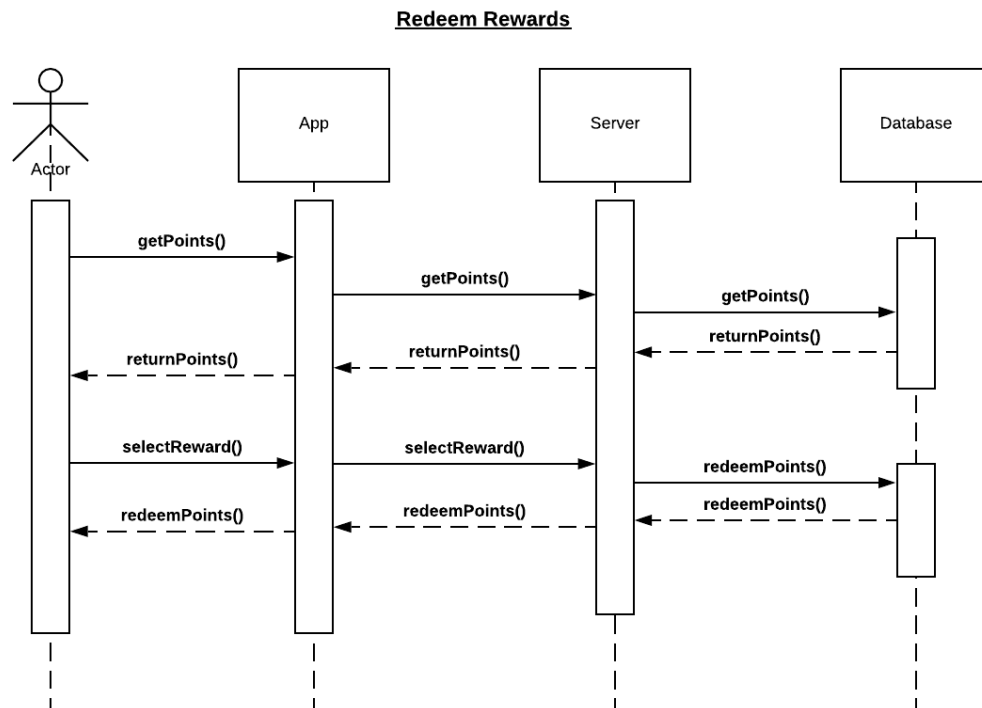 Redeem Rewards
Actor
App
Server
Database
getPoints()
getPoints()
getPoints()
returnPoints()
returnPoints()
returnPoints()
selectReward()
selectReward()
redeemPoints()
redeemPoints()
redeemPoints()
redeemPoints()